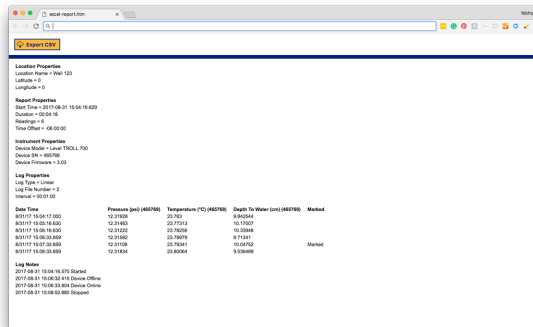 excel-report.htm
Nicho
Export CSV
Location Properties
Location Name = Well 123
Latitude = 0
Longitude = 0
Report Properties
Start Time = 2017-08-31 15:04:16.629
Duration = 00:04:18
Readings = 6
Time Offset = -06:00:00
Instrument Properties
Device Model = Level TROLL 700
Device SN = 465769
Device Firmware = 3.03
Log Properties
Log Type = Linear
Log File Number = 2
Interval = 00:01:00
Date Time Pressure (psi) (465769) Temperature (°C) (465769) Depth To Water (cm) (465769) Marked
8/31/17 15:04:17.000 12.31928 23.763 9.842544
8/31/17 15:05:16.630 12.31463 23.77313 10.17007
8/31/17 15:06:16.630 12.31222 23.78256 10.33948
8/31/17 15:06:33.859 12.31582 23.78979 9.71341
8/31/17 15:07:33.859 12.31108 23.79341 10.04752 Marked
8/31/17 15:08:33.859 12.31834 23.80064 9.536489
Log Notes
2017-08-31 15:04:16.570 Started
2017-08-31 15:06:32.415 Device Offline
2017-08-31 15:06:33.804 Device Online
2017-08-31 15:08:52.880 Stopped